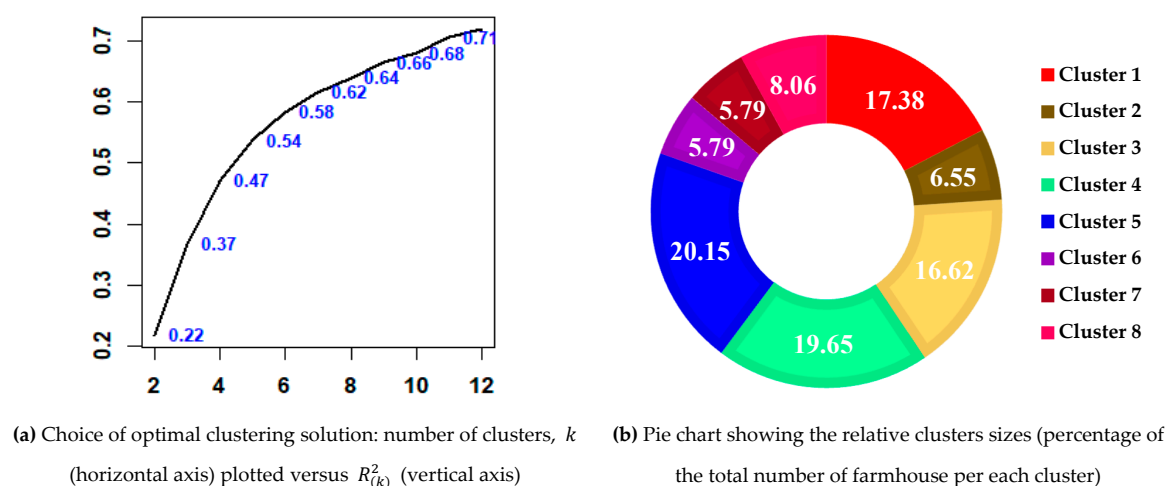 0.7
0.6
0.5
0.4
0.3
0.2
0.22
0.37
0.47
0.54
0.58
0.62
0.64
0.66
0.68
0.71
2 4 6 8 10 12
(a) Choice of optimal clustering solution: number of clusters, k
(horizontal axis) plotted versus R²₍ₖ₎ (vertical axis)
17.38
6.55
16.62
19.65
20.15
5.79
5.79
8.06
Cluster 1
Cluster 2
Cluster 3
Cluster 4
Cluster 5
Cluster 6
Cluster 7
Cluster 8
(b) Pie chart showing the relative clusters sizes (percentage of
the total number of farmhouse per each cluster)